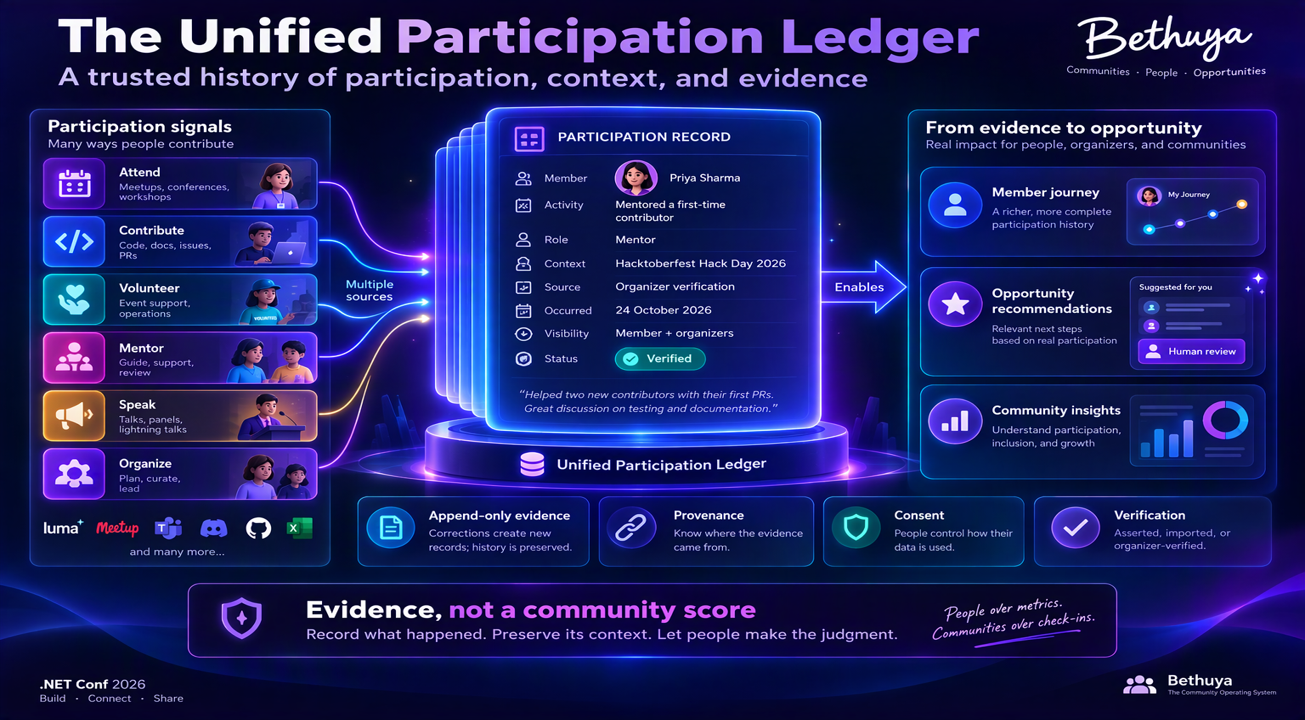 The Unified Participation Ledger
A trusted history of participation, context, and evidence
Bethuya
Communities · People · Opportunities
Participation signals
Many ways people contribute
Attend
Meetups, conferences,
workshops
Contribute
Code, docs, issues,
PRs
Volunteer
Event support,
operations
VOLUNTEER
Mentor
Guide, support,
review
Speak
Talks, panels,
lightning talks
Organize
Plan, curate,
lead
luma Meetup
and many more...
Multiple
sources
PARTICIPATION RECORD
Member Priya Sharma
Activity Mentored a first-time
contributor
Role Mentor
Context Hacktoberfest Hack Day 2026
Source Organizer verification
Occurred 24 October 2026
Visibility Member + organizers
Status Verified
“Helped two new contributors with their first PRs.
Great discussion on testing and documentation.”
Unified Participation Ledger
Enables
From evidence to opportunity
Real impact for people, organizers, and communities
Member journey
A richer, more complete
participation history
My Journey
Opportunity
recommendations
Relevant next steps
based on real participation
Suggested for you
Human review
Community insights
Understand participation,
inclusion, and growth
Append-only evidence
Corrections create new
records; history is preserved.
Provenance
Know where the evidence
came from.
Consent
People control how their
data is used.
Verification
Asserted, imported, or
organizer-verified.
Evidence, not a community score
Record what happened. Preserve its context. Let people make the judgment.
People over metrics.
Communities over check-ins.
.NET Conf 2026
Build · Connect · Share
Bethuya
The Community Operating System